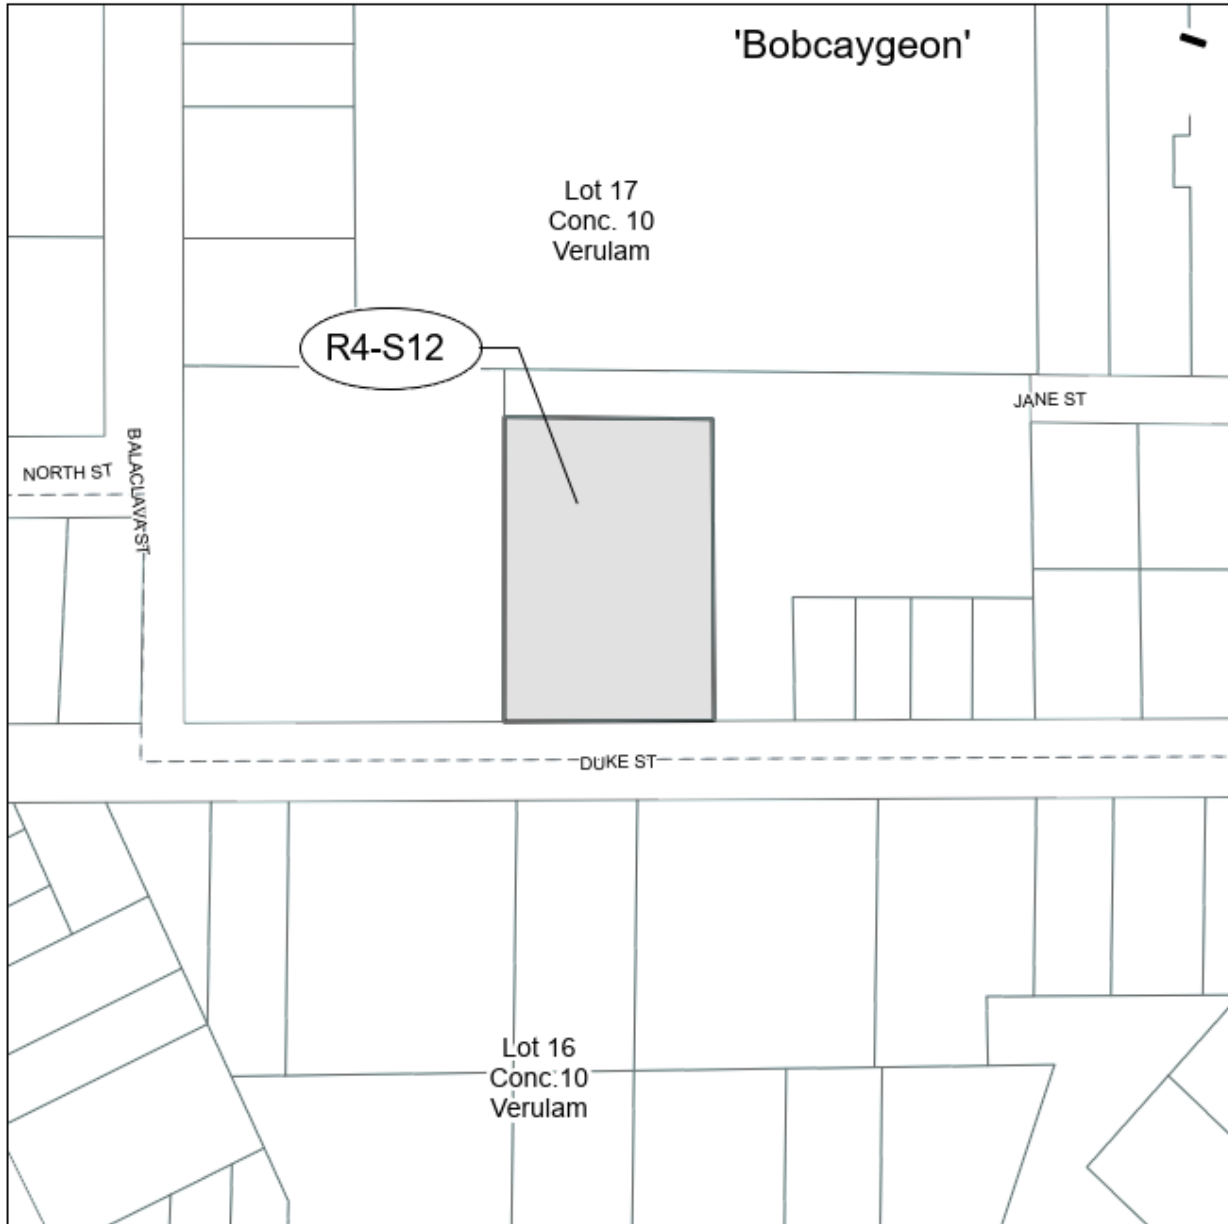 'Bobcaygeon'
Lot 17
Conc. 10
Verulam
R4-S12
JANE ST
NORTH ST
BALACLAVA ST
DUKE ST
Lot 16
Conc. 10
Verulam